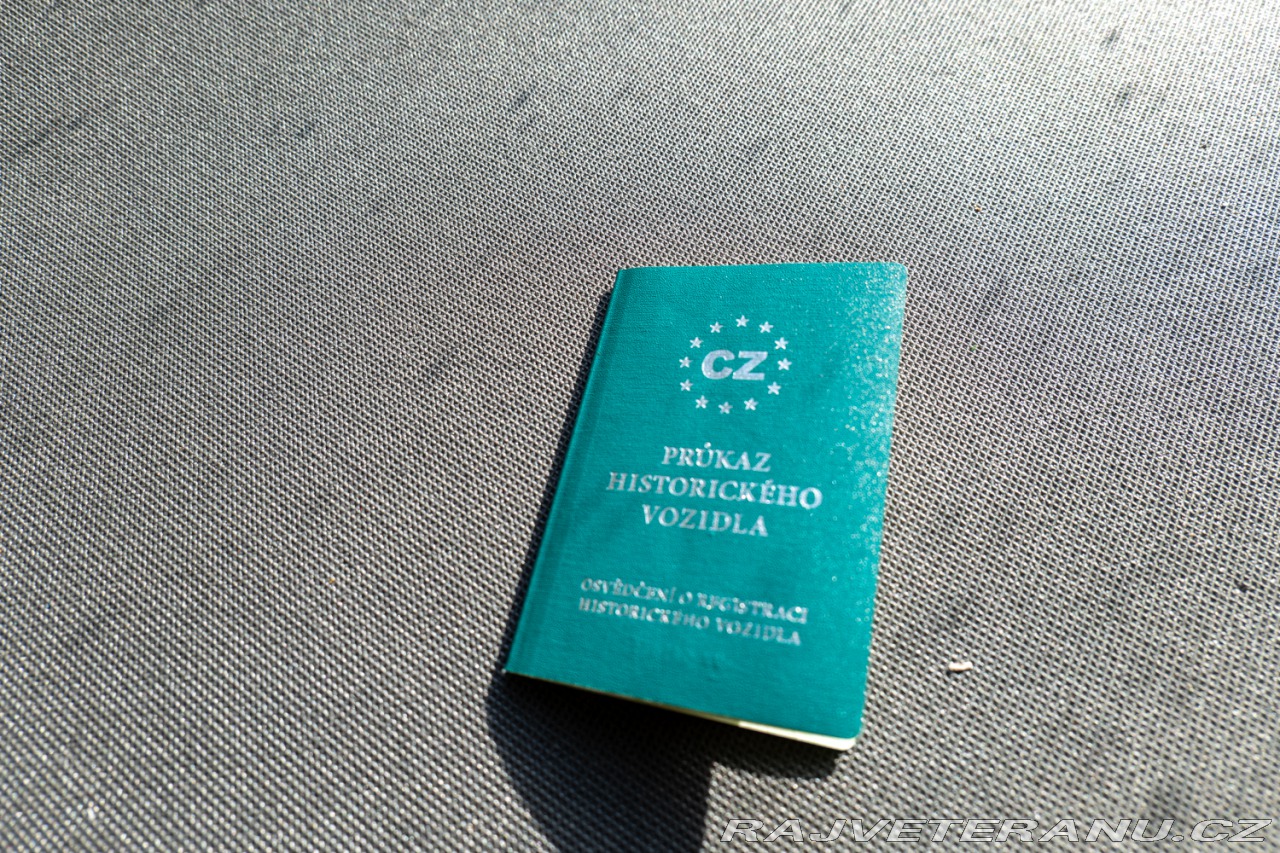 CZ
PRŮKAZ
HISTORICKÉHO
VOZIDLA
OSVĚDČENÍ O REGISTRACI
HISTORICKÉHO VOZIDLA
RAJVETERANU.CZ